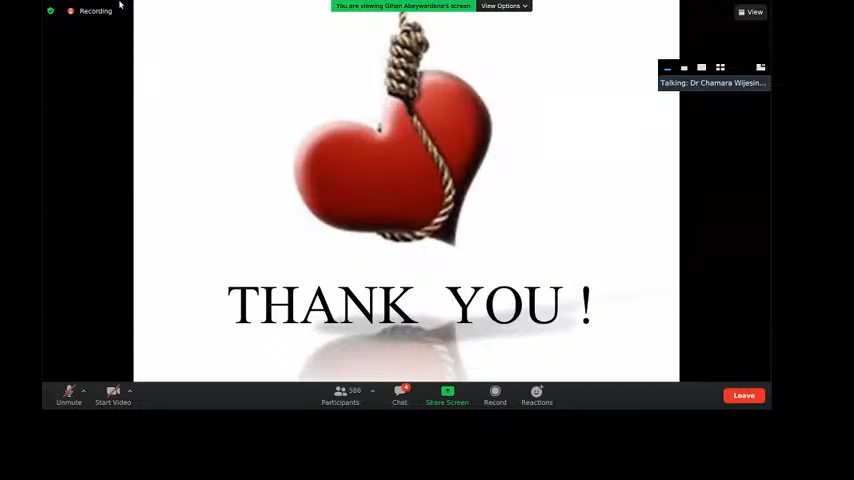 Recording
You are viewing Gihan Abeywardena's screen
View Options
View
Talking: Dr Chamara Wijesin...
THANK YOU !
Unmute
Start Video
586
Participants
4
Chat
Share Screen
Record
Reactions
Leave